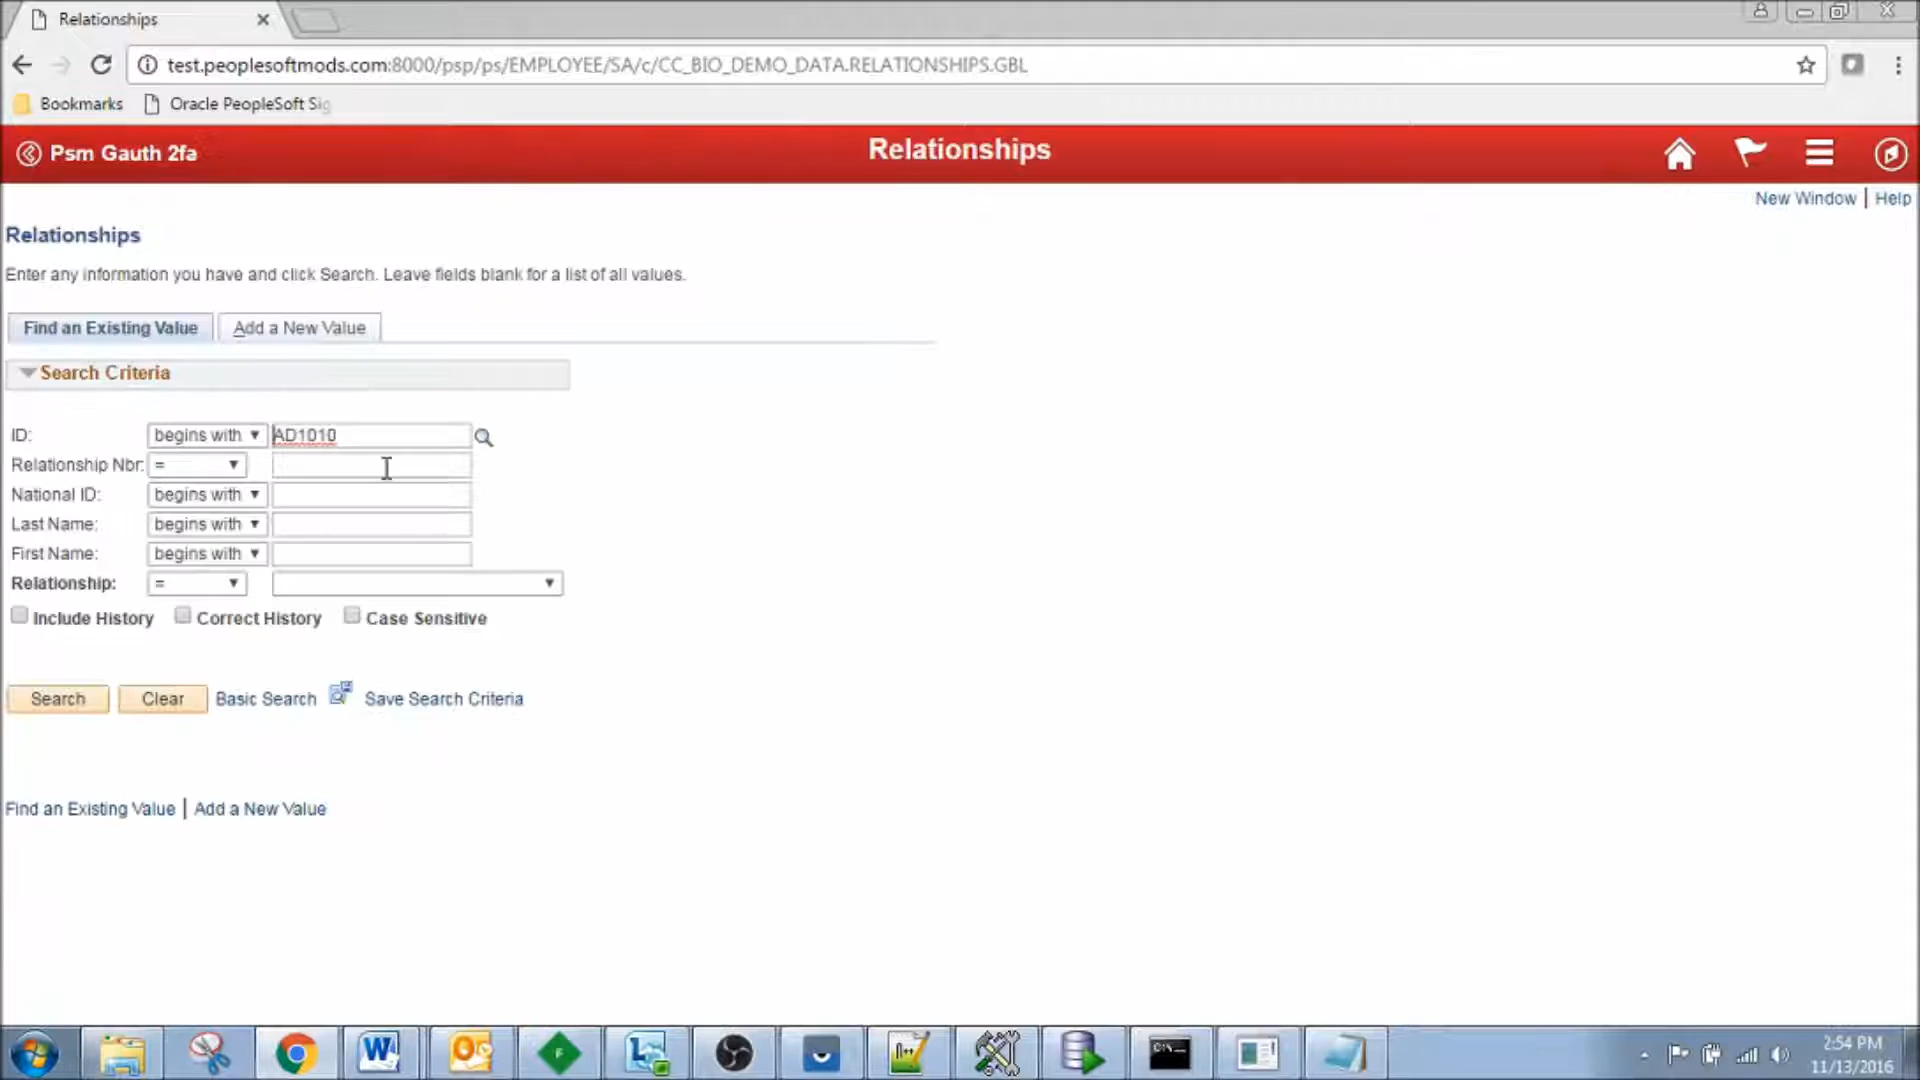 Relationships
test.peoplesoftmods.com:8000/psp/ps/EMPLOYEE/SA/c/CC_BIO_DEMO_DATA.RELATIONSHIPS.GBL
Bookmarks Oracle PeopleSoft Sig
Psm Gauth 2fa Relationships
New Window | Help
Relationships
Enter any information you have and click Search. Leave fields blank for a list of all values.
Find an Existing Value Add a New Value
Search Criteria
ID: begins with AD1010
Relationship Nbr: =
National ID: begins with
Last Name: begins with
First Name: begins with
Relationship: =
Include History Correct History Case Sensitive
Search Clear Basic Search Save Search Criteria
Find an Existing Value | Add a New Value
2:54 PM
11/13/2016